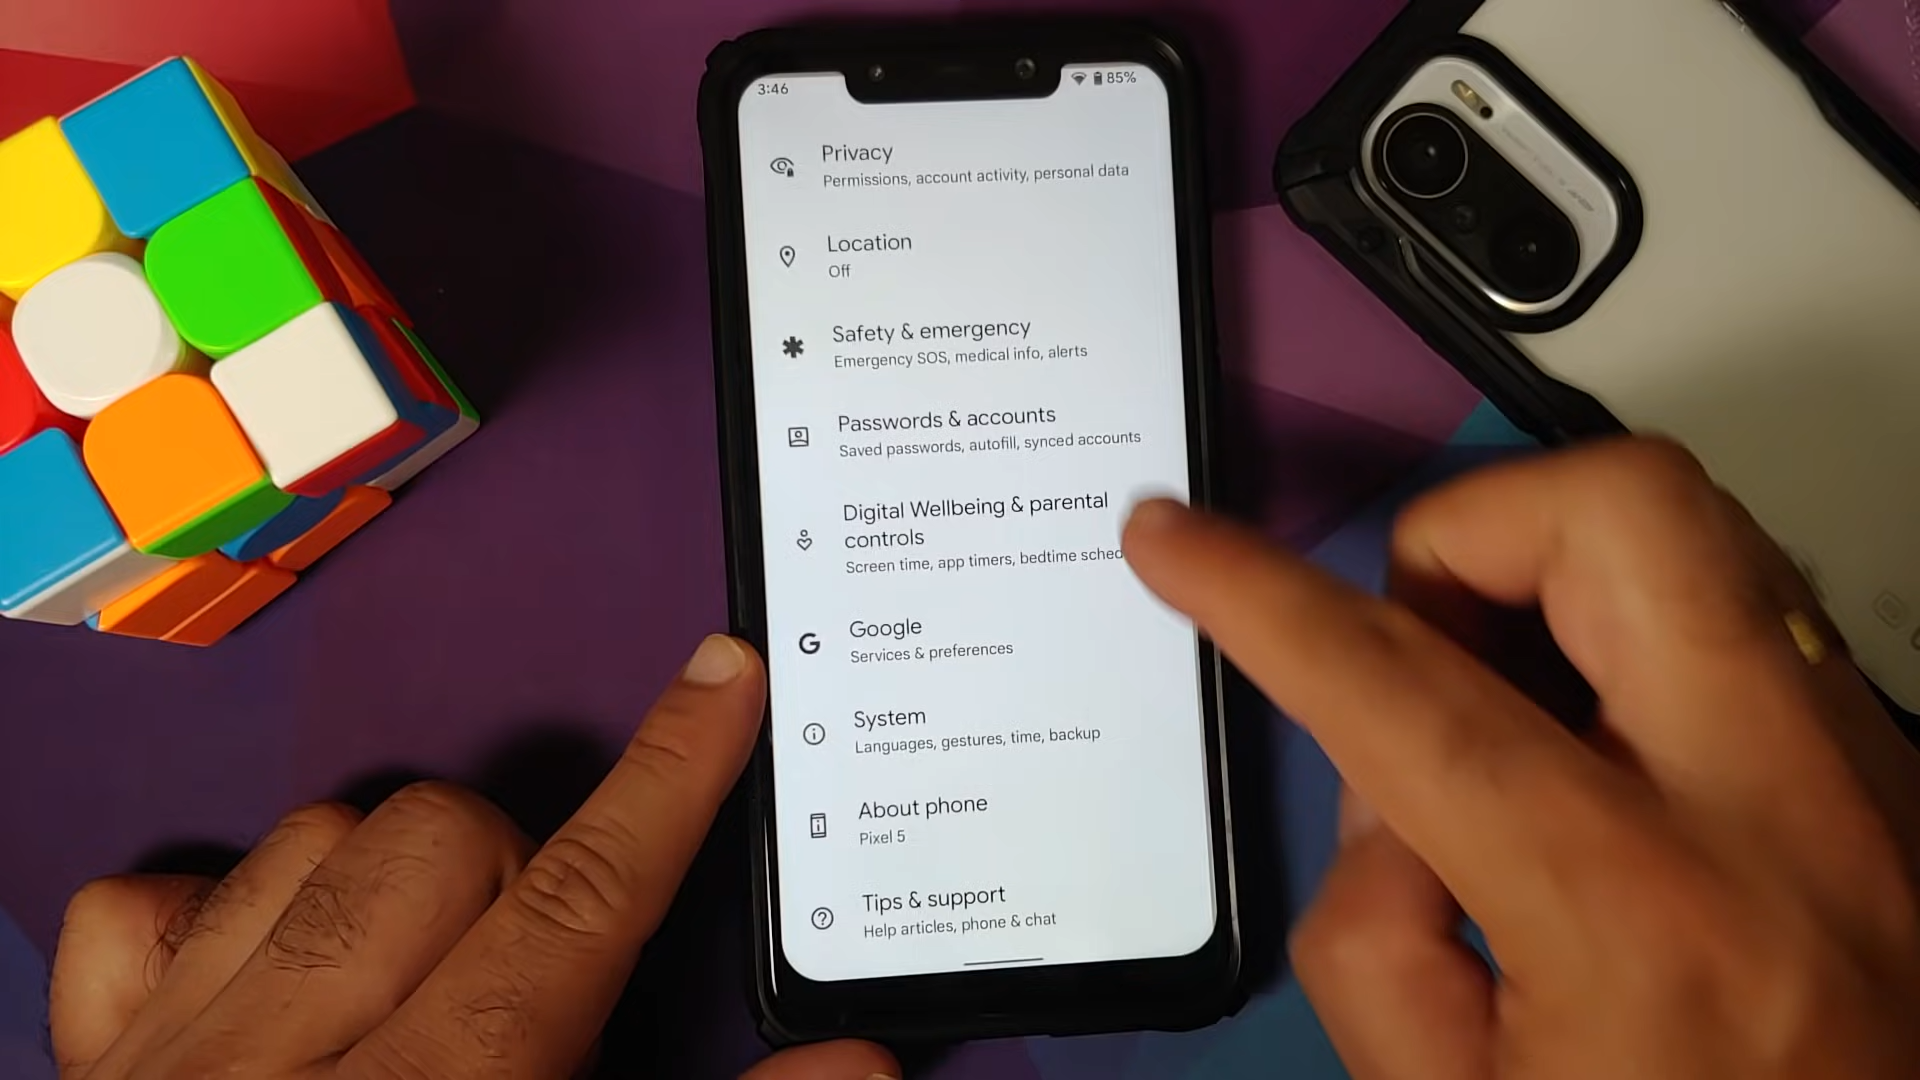 3:46
85%
Privacy
Permissions, account activity, personal data
Location
Off
Safety & emergency
Emergency SOS, medical info, alerts
Passwords & accounts
Saved passwords, autofill, synced accounts
Digital Wellbeing & parental
controls
Screen time, app timers, bedtime sched
Google
Services & preferences
System
Languages, gestures, time, backup
About phone
Pixel 5
Tips & support
Help articles, phone & chat